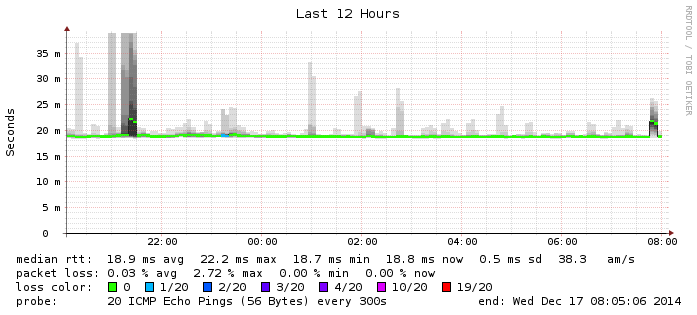 Last 12 Hours
RRDTOOL / TOBI OETIKER
Seconds
35 m
30 m
25 m
20 m
15 m
10 m
5 m
0
22:00 00:00 02:00 04:00 06:00 08:00
median rtt: 18.9 ms avg 22.2 ms max 18.7 ms min 18.8 ms now 0.5 ms sd 38.3 am/s
packet loss: 0.03 % avg 2.72 % max 0.00 % min 0.00 % now
loss color: 0 1/20 2/20 3/20 4/20 10/20 19/20
probe: 20 ICMP Echo Pings (56 Bytes) every 300s end: Wed Dec 17 08:05:06 2014